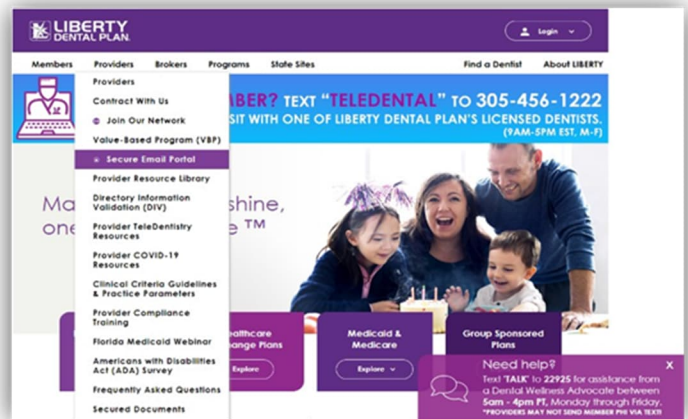 LIBERTY
DENTAL PLAN.
Login
Members Providers Brokers Programs State Sites Find a Dentist About LIBERTY
Providers
Contract With Us
Join Our Network
Value-Based Program (VBP)
Secure Email Portal
Provider Resource Library
Directory Information
Validation (DIV)
Provider TeleDentistry
Resources
Provider COVID-19
Resources
Clinical Criteria Guidelines
& Practice Parameters
Provider Compliance
Training
Florida Medicaid Webinar
Americans with Disabilities
Act (ADA) Survey
Frequently Asked Questions
Secured Documents
MBER? TEXT “TELEDENTAL” TO 305-456-1222
SIT WITH ONE OF LIBERTY DENTAL PLAN'S LICENSED DENTISTS.
(9AM-5PM EST, M-F)
Ma shine,
one e ™
althcare
ange Plans
Explore
Medicaid &
Medicare
Explore
Group Sponsored
Plans
Need help? X
Text "TALK" to 22925 for assistance from
a Dental Wellness Advocate between
5am - 4pm PT, Monday through Friday.
*PROVIDERS MAY NOT SEND MEMBER PHI VIA TEXT!